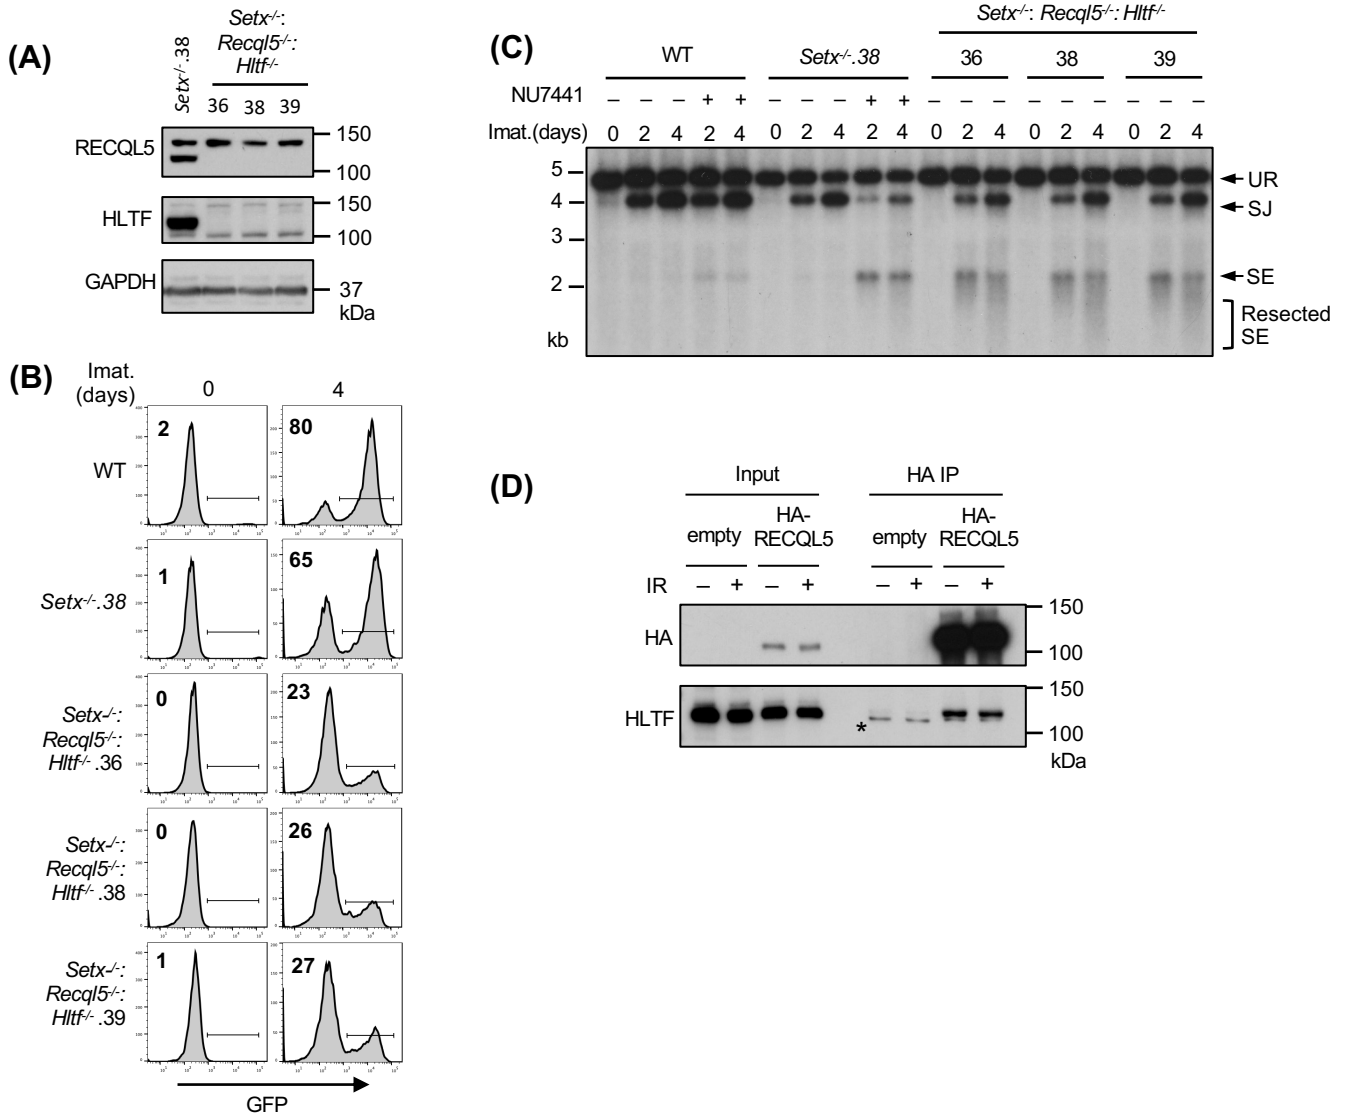 (A)
Setx-/-.38
Setx-/-:
Recql5-/-:
Hltf-/-
36 38 39
RECQL5
150
100
HLTF
150
100
GAPDH
37
kDa
(B)
Imat.
(days)
0 4
WT
2
80
Setx-/-.38
1
65
Setx-/-:
Recql5-/-:
Hltf-/- .36
0
23
Setx-/-:
Recql5-/-:
Hltf-/- .38
0
26
Setx-/-:
Recql5-/-:
Hltf-/- .39
1
27
GFP
(C)
Setx-/-: Recql5-/-: Hltf-/-
WT Setx-/-.38 36 38 39
NU7441 – – – + + – – – + + – – – – – – – – –
Imat.(days) 0 2 4 2 4 0 2 4 2 4 0 2 4 0 2 4 0 2 4
5
4
3
2
kb
UR
SJ
SE
Resected
SE
(D)
Input HA IP
empty HA-
RECQL5 empty HA-
RECQL5
IR – + – + – + – +
HA
150
100
HLTF
*
150
100
kDa